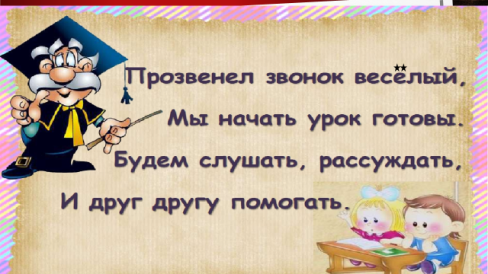 Прозвенел звонок весёлый,
Мы начать урок готовы.
Будем слушать, рассуждать,
И друг другу помогать.